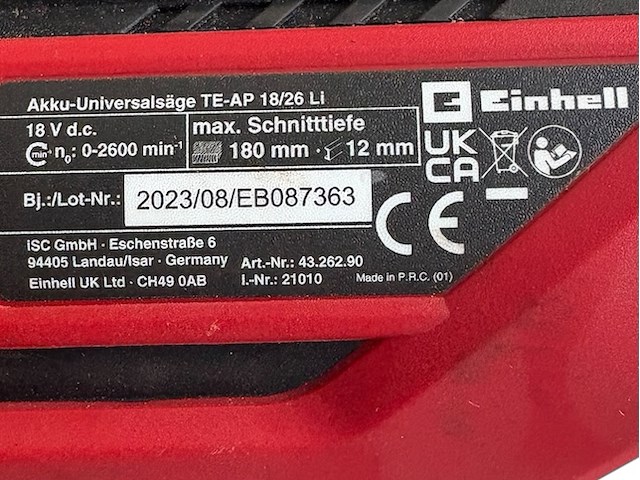 Akku-Universalsäge TE-AP 18/26 Li
Einhell
18 V d.c.
min n₀: 0-2600 min⁻¹
max. Schnitttiefe
180 mm · 12 mm
UK
CA
Bj.:/Lot-Nr.: 2023/08/EB087363
CE
iSC GmbH · Eschenstraße 6
94405 Landau/Isar · Germany
Einhell UK Ltd · CH49 0AB
Art.-Nr.: 43.262.90
I.-Nr.: 21010
Made in P.R.C. (01)